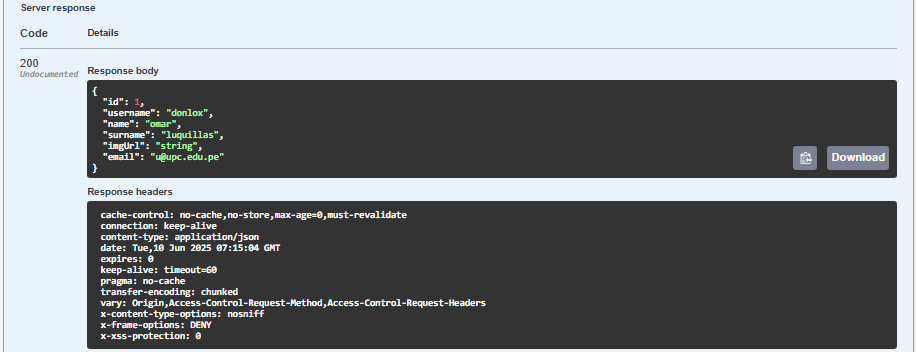 Server response
Code Details
200
Undocumented
Response body
{
  "id": 1,
  "username": "donlox",
  "name": "omar",
  "surname": "luquillas",
  "imgUrl": "string",
  "email": "u@upc.edu.pe"
}
Download
Response headers
cache-control: no-cache,no-store,max-age=0,must-revalidate
connection: keep-alive
content-type: application/json
date: Tue,10 Jun 2025 07:15:04 GMT
expires: 0
keep-alive: timeout=60
pragma: no-cache
transfer-encoding: chunked
vary: Origin,Access-Control-Request-Method,Access-Control-Request-Headers
x-content-type-options: nosniff
x-frame-options: DENY
x-xss-protection: 0